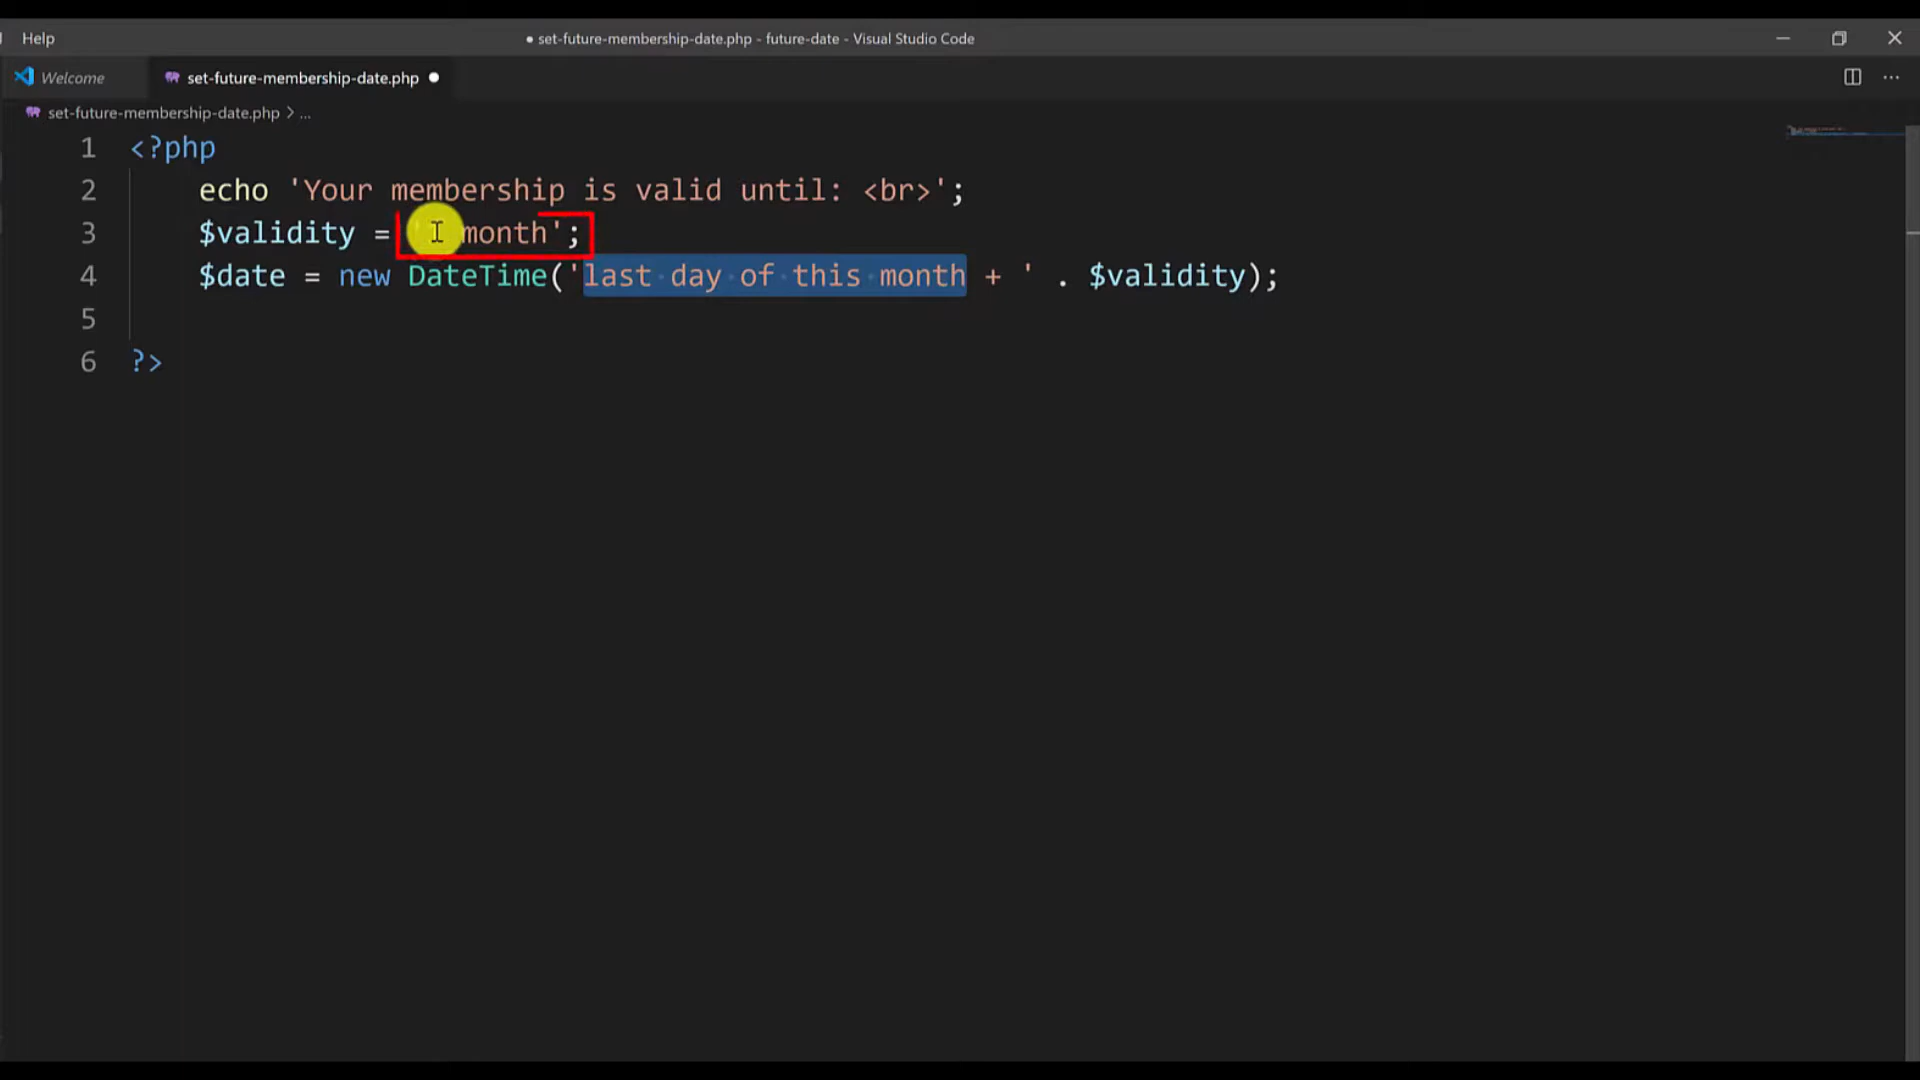 Help
● set-future-membership-date.php - future-date - Visual Studio Code
Welcome
set-future-membership-date.php ●
set-future-membership-date.php > ...
1 <?php
2 echo 'Your membership is valid until: <br>';
3 $validity = ' month';
4 $date = new DateTime('last day of this month + ' . $validity);
5
6 ?>